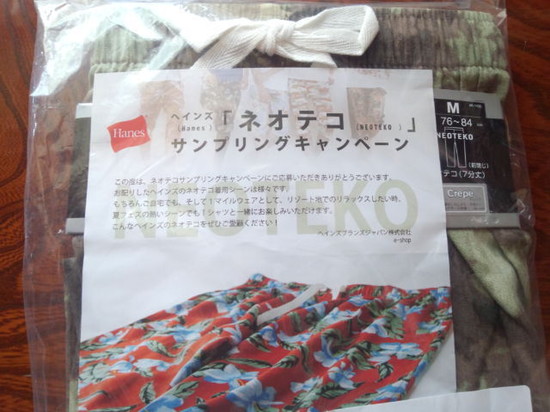 Hanes
ヘインズ「ネオテコ」
(Hanes) (NEOTEKO)
サンプリングキャンペーン
この度は、ネオテコサンプリングキャンペーンにご応募いただきありがとうございます。
お配りしたヘインズのネオテコ着用シーンは様々です。
もちろんご自宅でも、そして1マイルウェアとして、リゾート地でのリラックスしたい時、
夏フェスの熱いシーンでも!シャツと一緒にお楽しみいただけます。
こんなヘインズのネオテコをぜひご堪能ください!
ヘインズブランズジャパン株式会社
e-shop
NEOTEKO
M
76~84
NEOTEKO
(前閉じ)
テコ(7分丈)
Crêpe